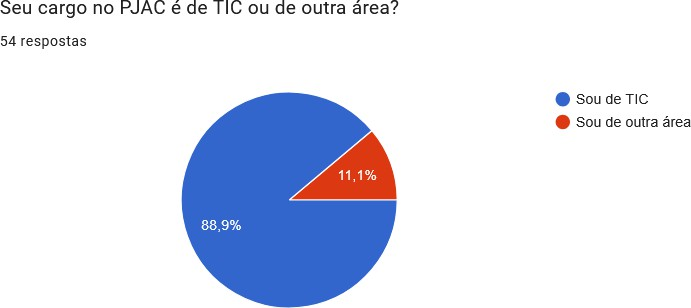 Seu cargo no PJAC é de TIC ou de outra área?
54 respostas
Sou de TIC
Sou de outra área
11,1%
88,9%